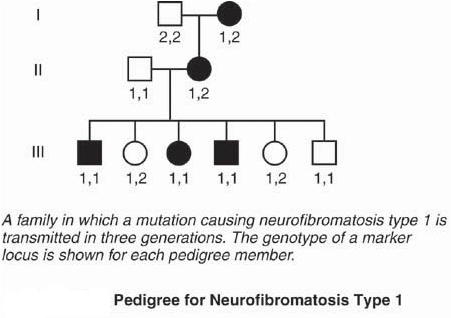 I
2,2 1,2
II
1,1 1,2
III
1,1 1,2 1,1 1,1 1,2 1,1
A family in which a mutation causing neurofibromatosis type 1 is
transmitted in three generations. The genotype of a marker
locus is shown for each pedigree member.
Pedigree for Neurofibromatosis Type 1